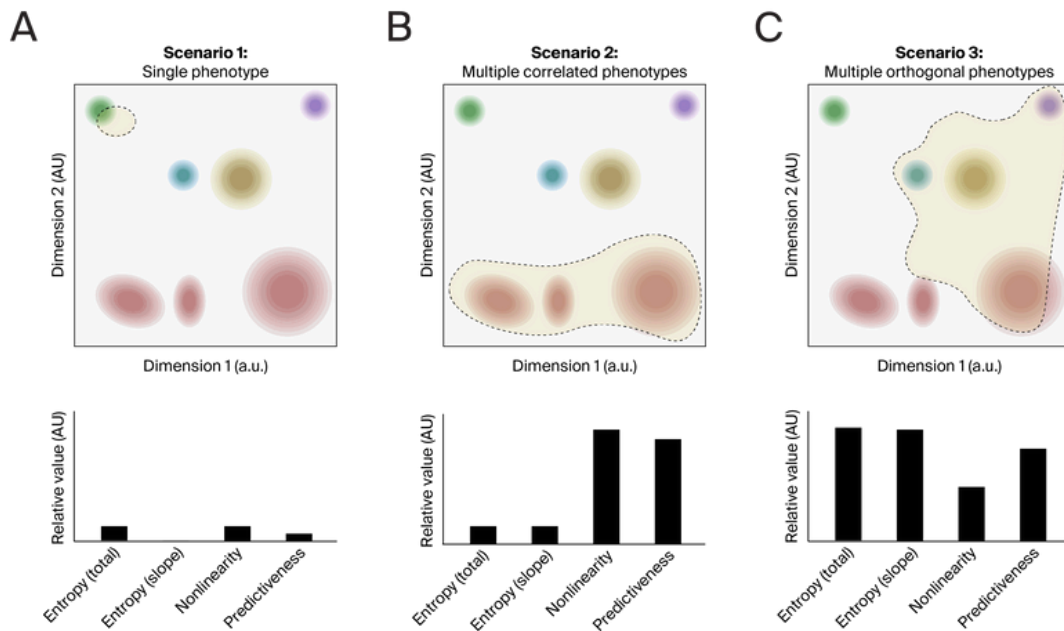 A
Scenario 1:
Single phenotype
Dimension 2 (AU)
Dimension 1 (a.u.)
Relative value (AU)
Entropy (total)
Entropy (slope)
Nonlinearity
Predictiveness
B
Scenario 2:
Multiple correlated phenotypes
Dimension 2 (AU)
Dimension 1 (a.u.)
Relative value (AU)
Entropy (total)
Entropy (slope)
Nonlinearity
Predictiveness
C
Scenario 3:
Multiple orthogonal phenotypes
Dimension 2 (AU)
Dimension 1 (a.u.)
Relative value (AU)
Entropy (total)
Entropy (slope)
Nonlinearity
Predictiveness